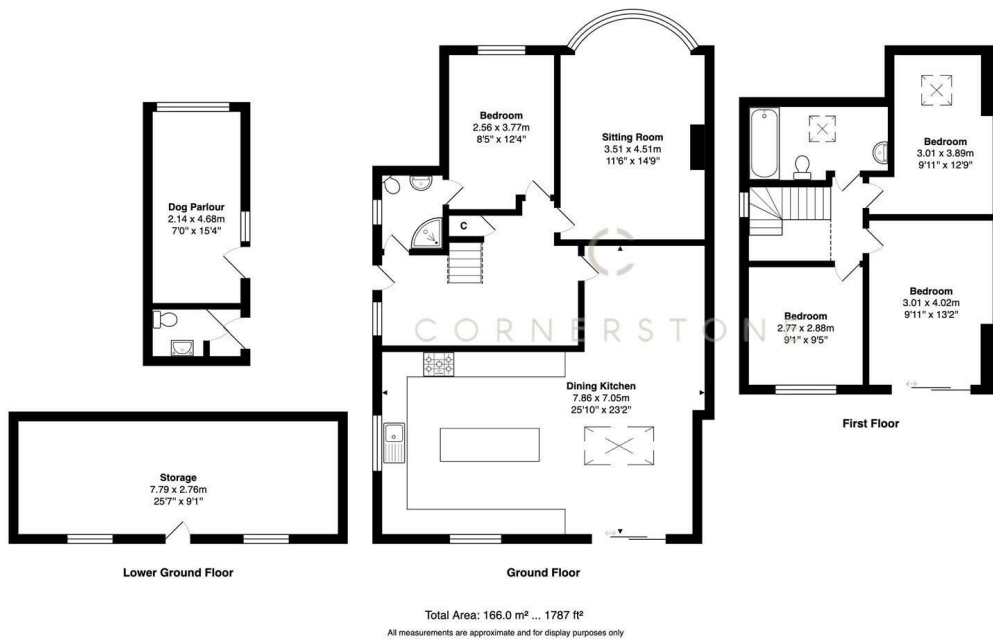 Bedroom
2.56 x 3.77m
8'5" x 12'4"
Sitting Room
3.51 x 4.51m
11'6" x 14'9"
Bedroom
3.01 x 3.89m
9'11" x 12'9"
Dog Parlour
2.14 x 4.68m
7'0" x 15'4"
C
CORNERSTON
Bedroom
3.01 x 4.02m
9'11" x 13'2"
Bedroom
2.77 x 2.88m
9'1" x 9'5"
Dining Kitchen
7.86 x 7.05m
25'10" x 23'2"
First Floor
Storage
7.79 x 2.76m
25'7" x 9'1"
Lower Ground Floor
Ground Floor
Total Area: 166.0 m² ... 1787 ft²
All measurements are approximate and for display purposes only